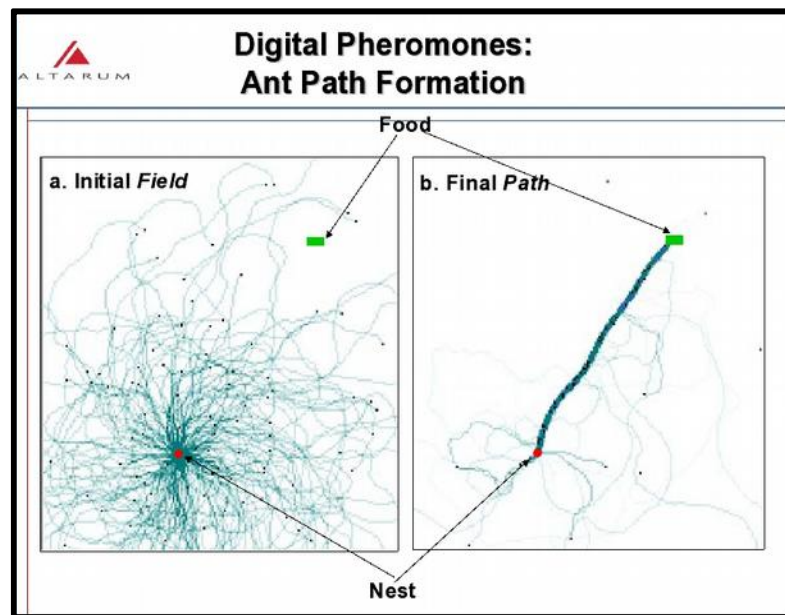 ALTARUM
Digital Pheromones:
Ant Path Formation
Food
a. Initial Field
b. Final Path
Nest